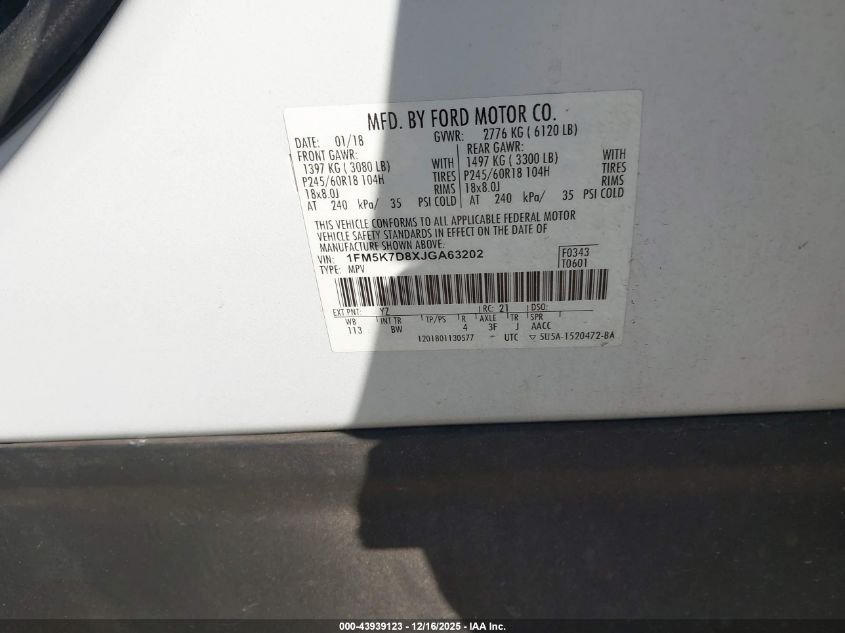 MFD. BY FORD MOTOR CO.
DATE: 01/18 GVWR: 2776 KG ( 6120 LB)
FRONT GAWR: REAR GAWR:
1397 KG ( 3080 LB) WITH 1497 KG ( 3300 LB) WITH
P245/60R18 104H TIRES P245/60R18 104H TIRES
18x8.0J RIMS 18x8.0J RIMS
AT 240 kPa/ 35 PSI COLD AT 240 kPa/ 35 PSI COLD
THIS VEHICLE CONFORMS TO ALL APPLICABLE FEDERAL MOTOR
VEHICLE SAFETY STANDARDS IN EFFECT ON THE DATE OF
MANUFACTURE SHOWN ABOVE.
VIN: 1FM5K7D8XJGA63202 F0343
TYPE: MPV T0601
EXT PNT: YZ RC: 21 DSO:
WB INT TR TP/PS R AXLE TR SPR
113 BW 4 3F J AACC
1201801130577 UTC ▽ 5U5A-1520472-BA
000-43939123 - 12/16/2025 - IAA Inc.